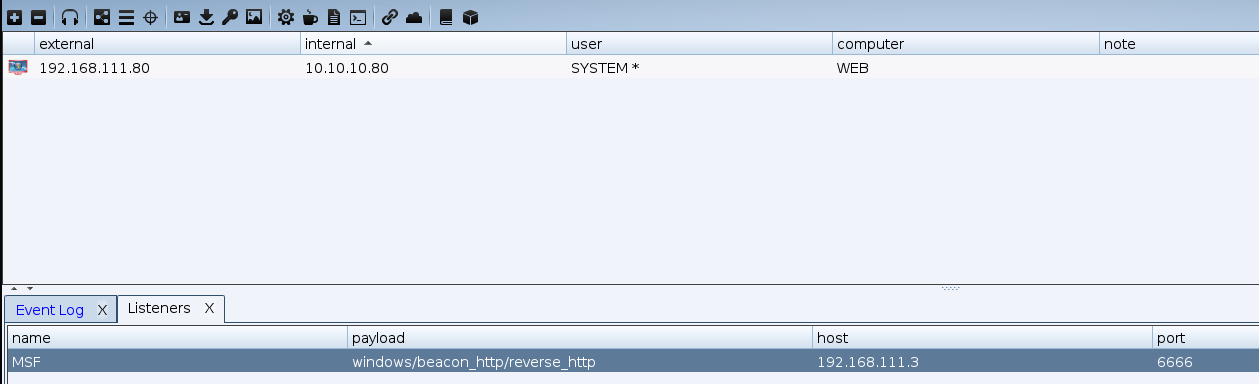 external internal user computer note
192.168.111.80 10.10.10.80 SYSTEM * WEB
Event Log X Listeners X
name payload host port
MSF windows/beacon_http/reverse_http 192.168.111.3 6666